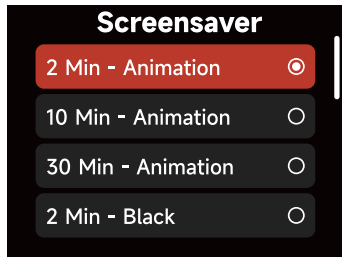 Screensaver
2 Min - Animation
10 Min - Animation
30 Min - Animation
2 Min - Black